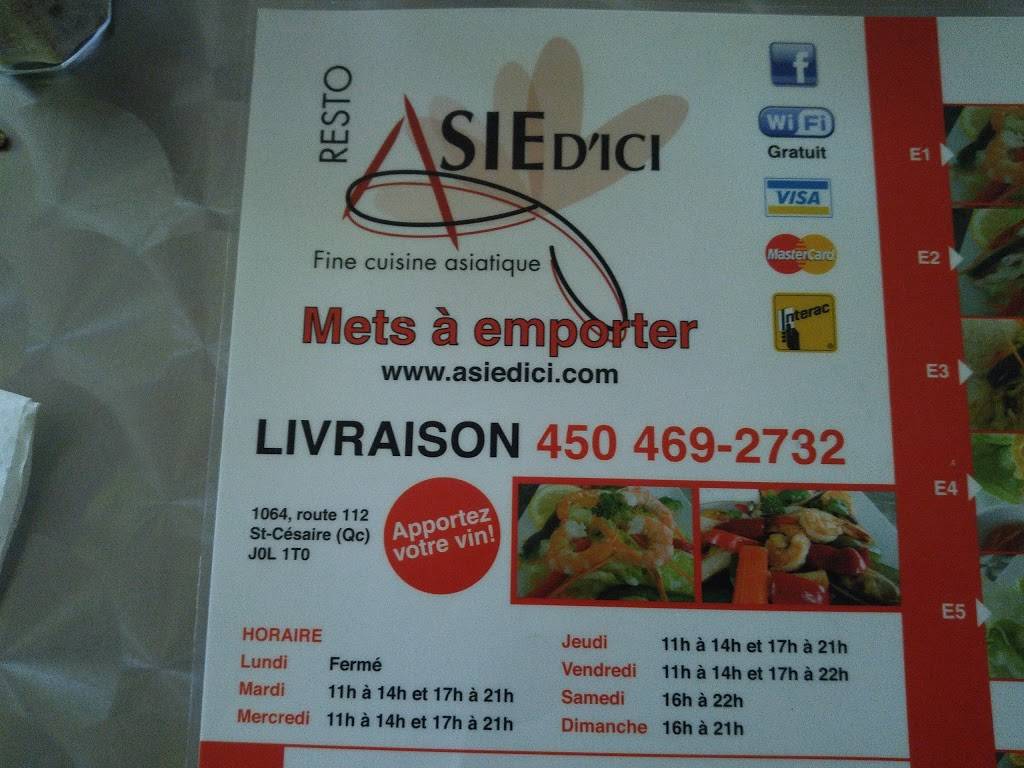 RESTO
ASIE D'ICI
Fine cuisine asiatique
Mets à emporter
www.asiedici.com
LIVRAISON 450 469-2732
f
WiFi
Gratuit
VISA
MasterCard
Interac
1064, route 112
St-Césaire (Qc)
J0L 1T0
Apportez
votre vin!
HORAIRE
Lundi Fermé
Mardi 11h à 14h et 17h à 21h
Mercredi 11h à 14h et 17h à 21h
Jeudi 11h à 14h et 17h à 21h
Vendredi 11h à 14h et 17h à 22h
Samedi 16h à 22h
Dimanche 16h à 21h
E1
E2
E3
E4
E5